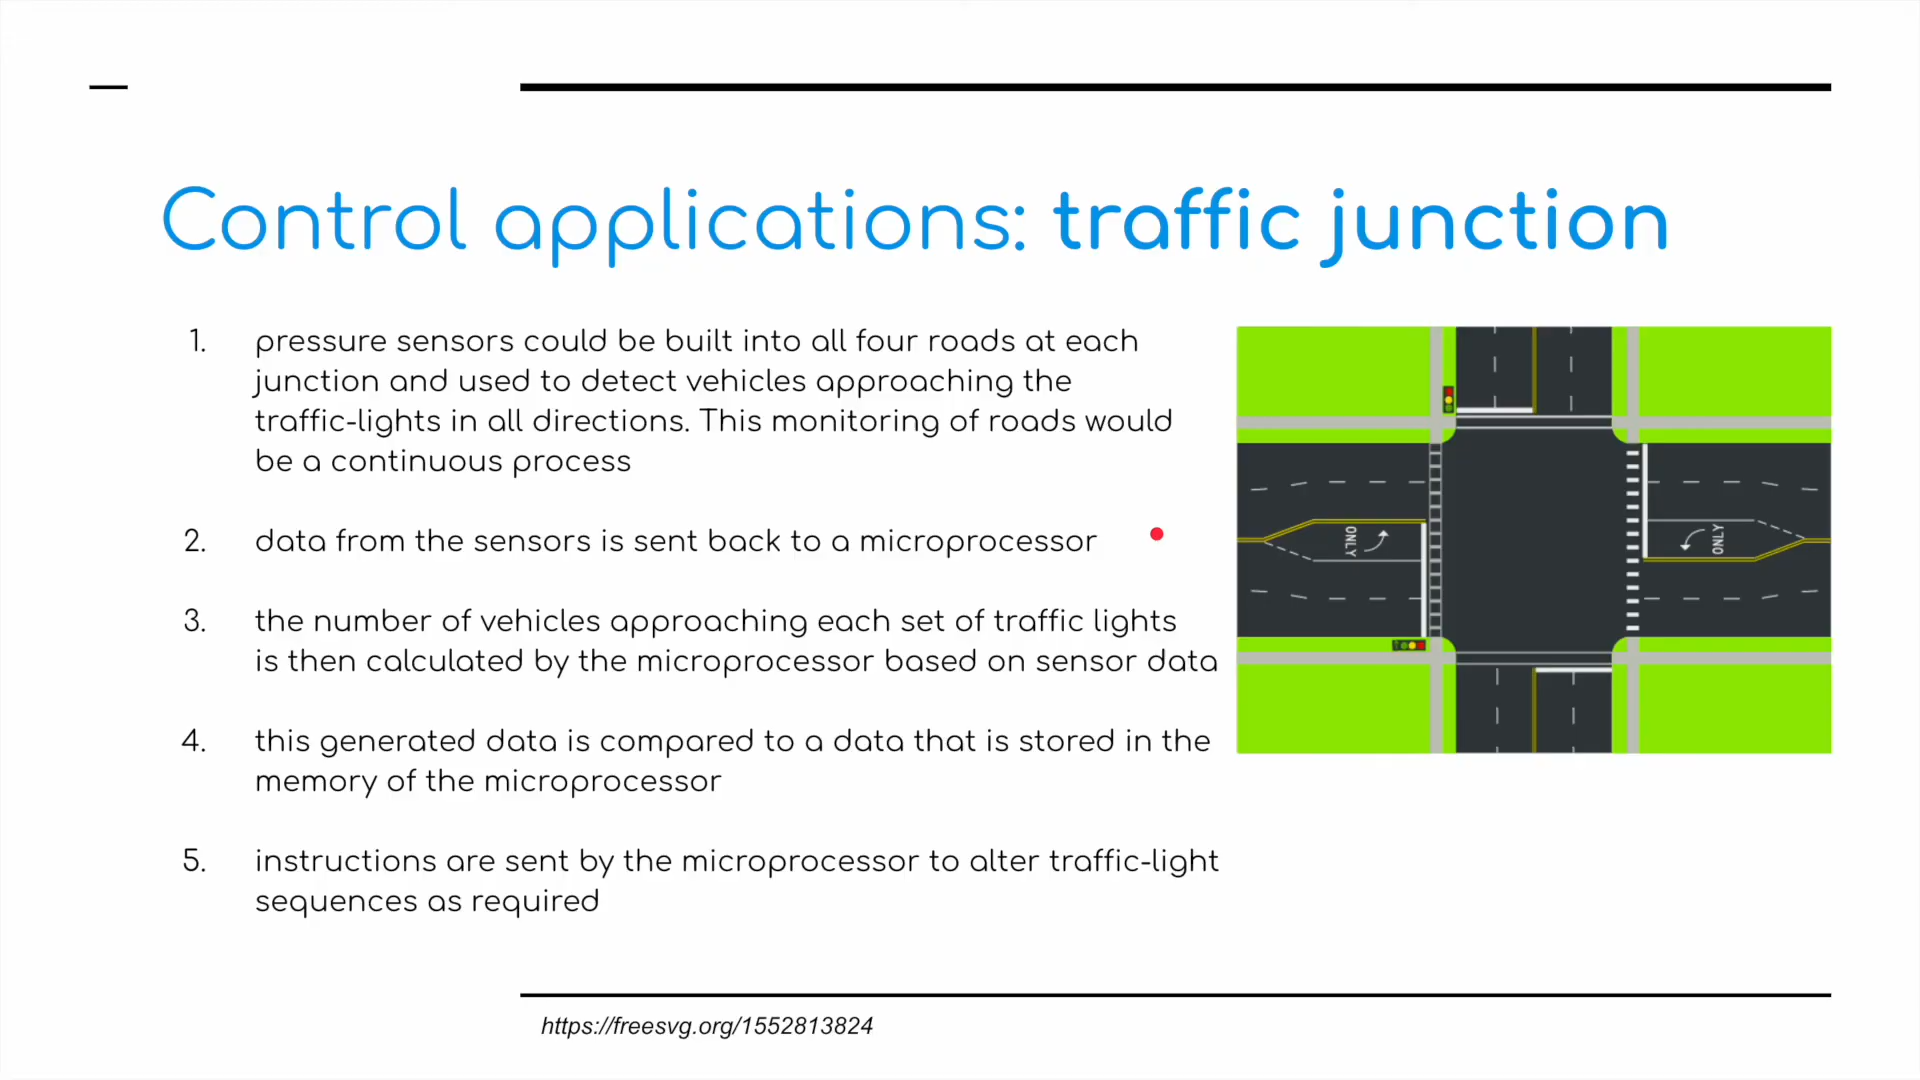 Control applications: traffic junction
1. pressure sensors could be built into all four roads at each
junction and used to detect vehicles approaching the
traffic-lights in all directions. This monitoring of roads would
be a continuous process
2. data from the sensors is sent back to a microprocessor
3. the number of vehicles approaching each set of traffic lights
is then calculated by the microprocessor based on sensor data
4. this generated data is compared to a data that is stored in the
memory of the microprocessor
5. instructions are sent by the microprocessor to alter traffic-light
sequences as required
ONLY
ONLY
https://freesvg.org/1552813824